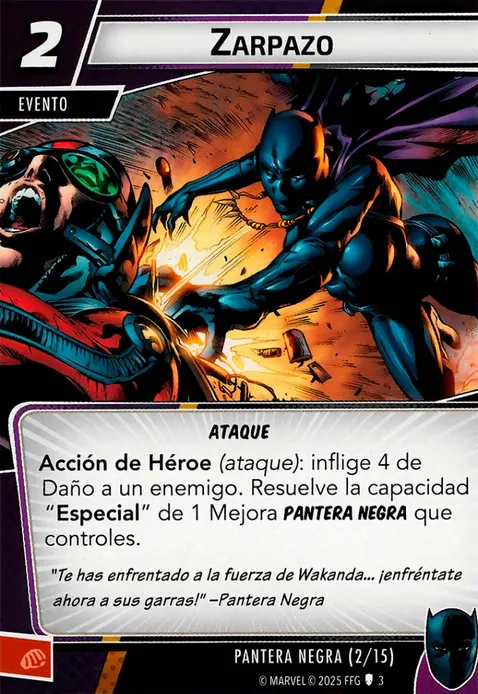 2
Zarpazo
EVENTO
ATAQUE
Acción de Héroe (ataque): inflige 4 de
Daño a un enemigo. Resuelve la capacidad
“Especial” de 1 Mejora PANTERA NEGRA que
controles.
"Te has enfrentado a la fuerza de Wakanda... ¡enfréntate
ahora a sus garras!" –Pantera Negra
PANTERA NEGRA (2/15)
© MARVEL © 2025 FFG 3